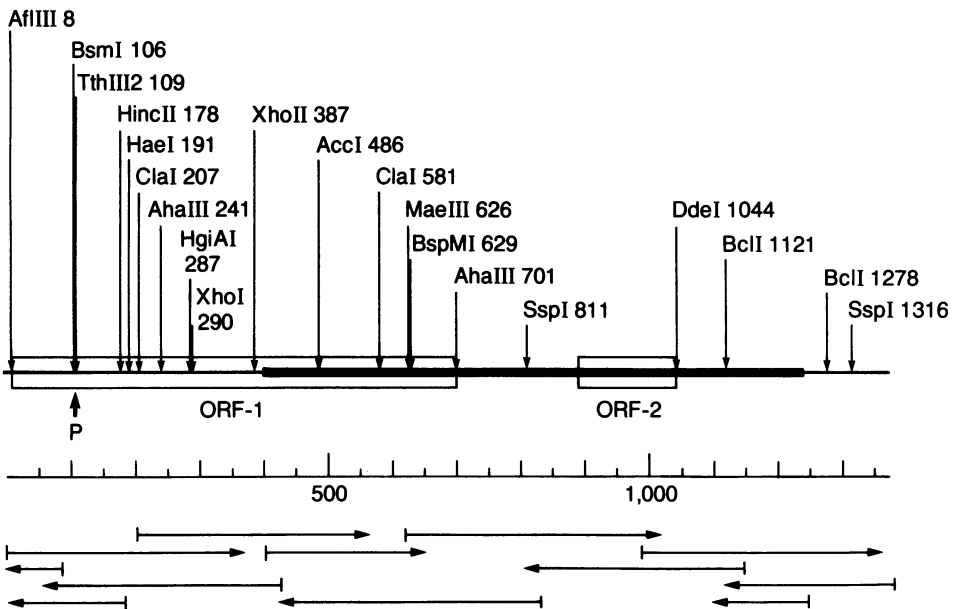 AflIII 8
BsmI 106
TthIII2 109
HincII 178
XhoII 387
HaeI 191
AccI 486
ClaI 207
ClaI 581
AhaIII 241
MaeIII 626
DdeI 1044
HgiAI
287
BspMI 629
BclI 1121
XhoI
290
AhaIII 701
BclI 1278
SspI 811
SspI 1316
ORF-1
ORF-2
P
500
1,000